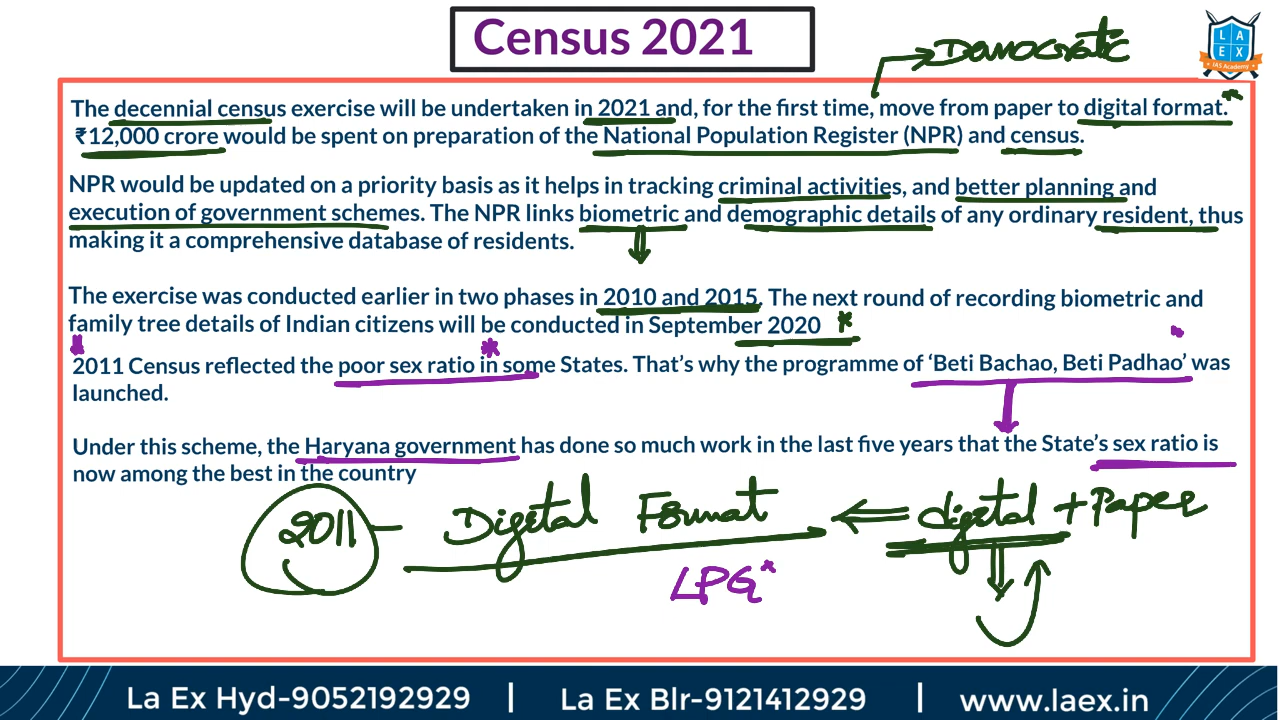 Census 2021
Democratic
LA
EX
IAS Academy
The decennial census exercise will be undertaken in 2021 and, for the first time, move from paper to digital format.
₹12,000 crore would be spent on preparation of the National Population Register (NPR) and census.
NPR would be updated on a priority basis as it helps in tracking criminal activities, and better planning and
execution of government schemes. The NPR links biometric and demographic details of any ordinary resident, thus
making it a comprehensive database of residents.
The exercise was conducted earlier in two phases in 2010 and 2015. The next round of recording biometric and
family tree details of Indian citizens will be conducted in September 2020
2011 Census reflected the poor sex ratio in some States. That's why the programme of ‘Beti Bachao, Beti Padhao’ was
launched.
Under this scheme, the Haryana government has done so much work in the last five years that the State’s sex ratio is
now among the best in the country
2011 — Digital Format ⇐ digital + Paper
LPG*
La Ex Hyd-9052192929 | La Ex Blr-9121412929 | www.laex.in